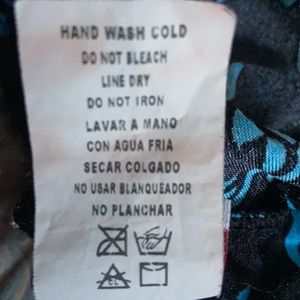 HAND WASH COLD
DO NOT BLEACH
LINE DRY
DO NOT IRON
LAVAR A MANO
CON AGUA FRIA
SECAR COLGADO
NO USAR BLANQUEADOR
NO PLANCHAR
CL